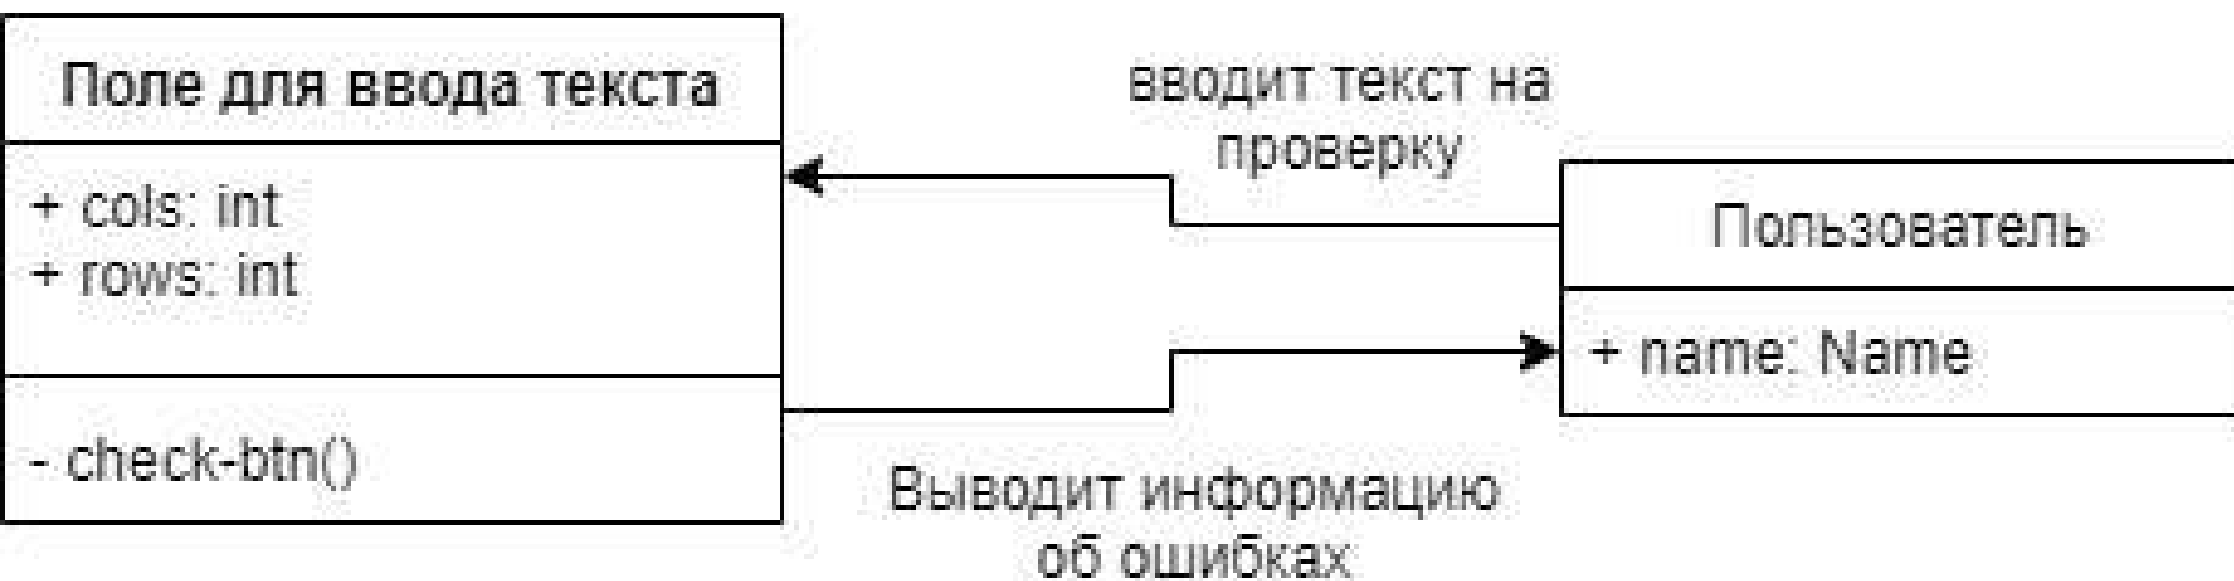 Поле для ввода текста
+ cols: int
+ rows: int
- check-btn()
вводит текст на
проверку
Выводит информацию
об ошибках
Пользователь
+ name: Name